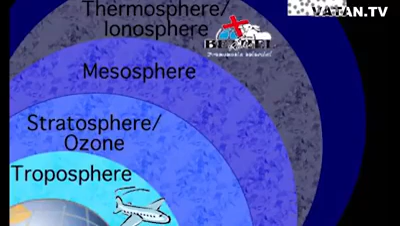 VATAN.TV
Thermosphere/
Ionosphere
Mesosphere
Stratosphere/
Ozone
Troposphere